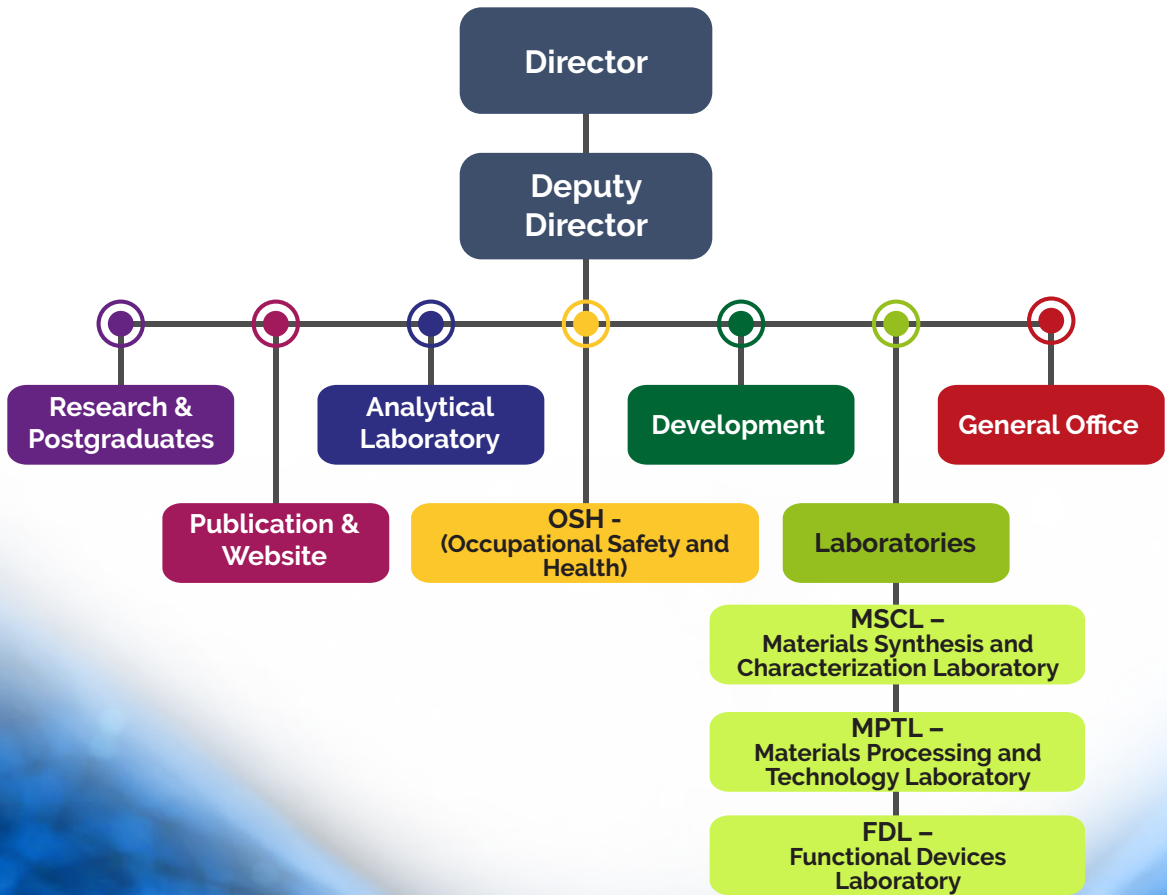 Director
Deputy
Director
Research &
Postgraduates
Analytical
Laboratory
Development
General Office
Publication &
Website
OSH -
(Occupational Safety and
Health)
Laboratories
MSCL –
Materials Synthesis and
Characterization Laboratory
MPTL –
Materials Processing and
Technology Laboratory
FDL –
Functional Devices
Laboratory